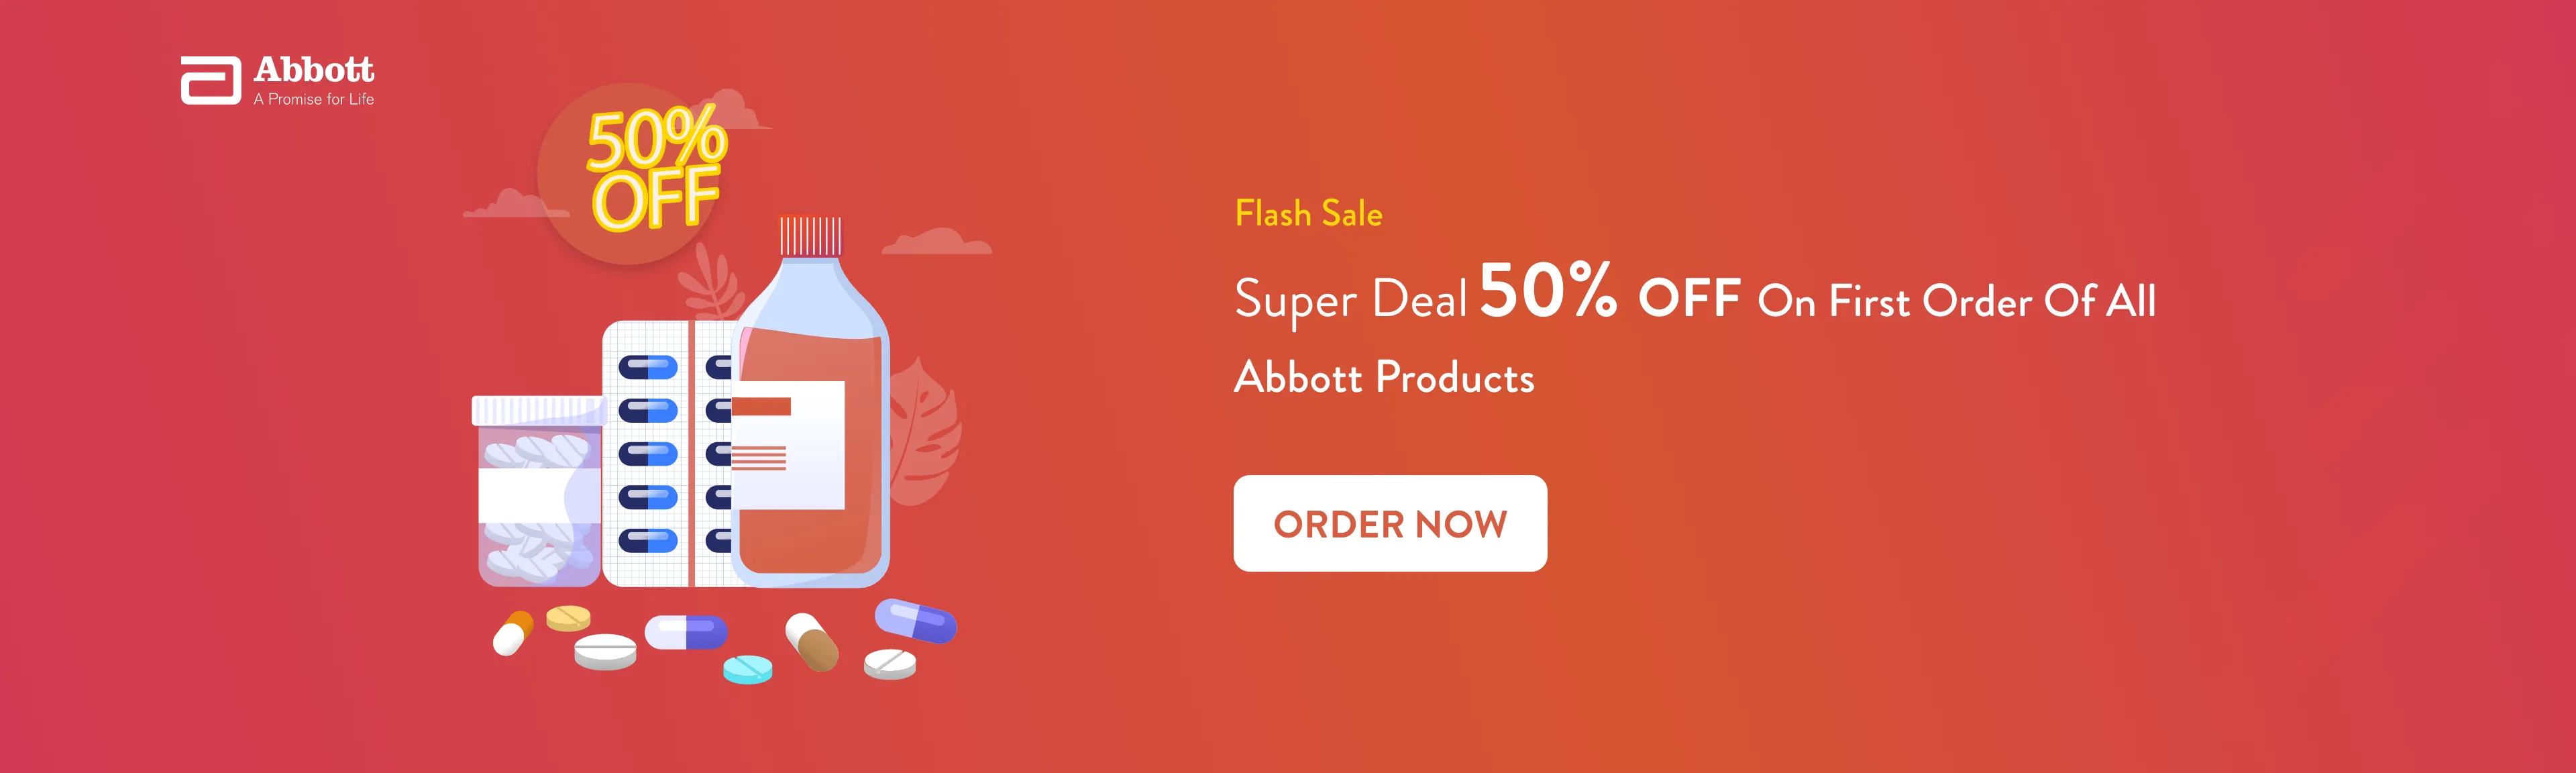 Abbott
A Promise for Life
50%
OFF
Flash Sale
Super Deal 50% OFF On First Order Of All
Abbott Products
ORDER NOW